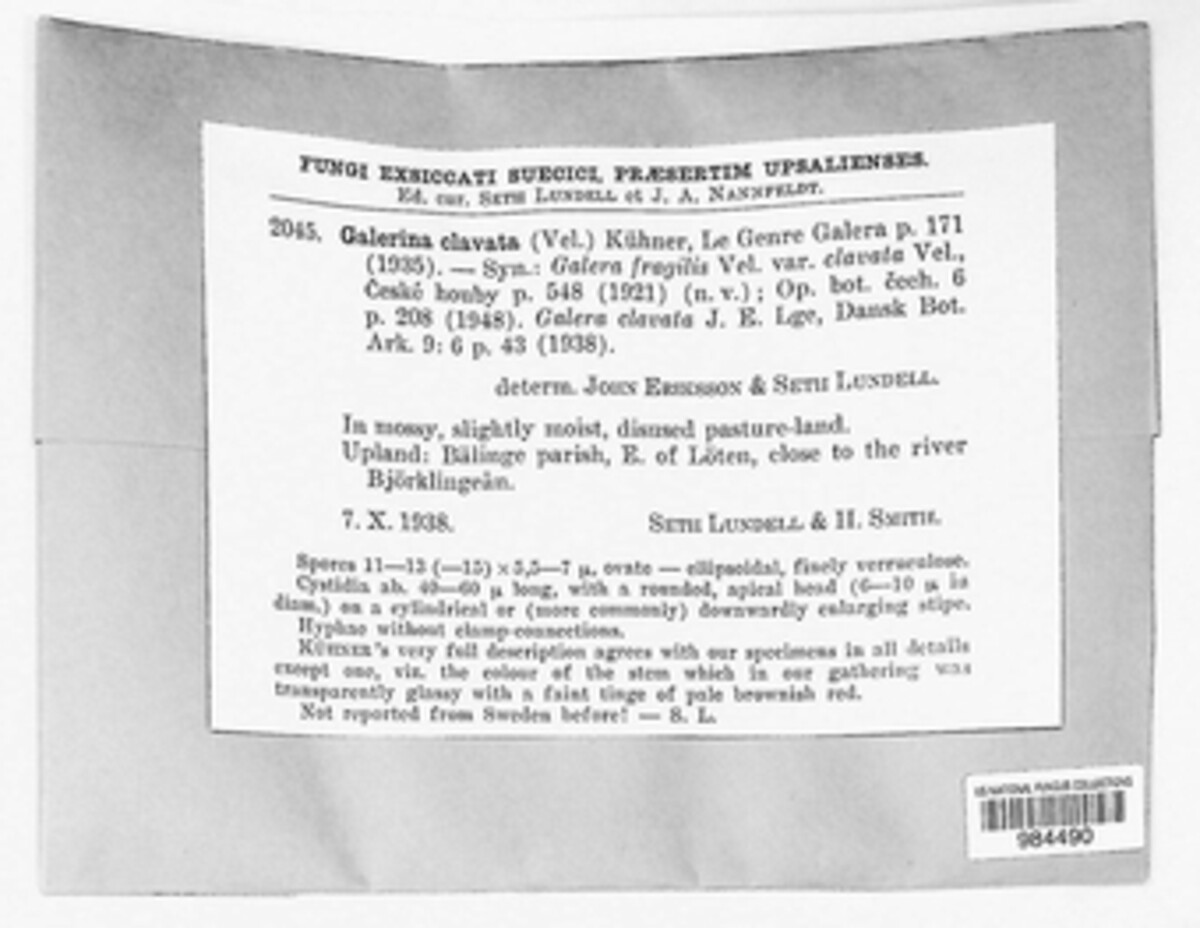 FUNGI EXSICCATI SUECICI, PRÆSERTIM UPSALIENSES.
Ed. cur. SETH LUNDELL et J. A. NANNFELDT.
2045. Galerina clavata (Vel.) Kühner, Le Genre Galera p. 171
(1935). — Syn.: Galera fragilis Vel. var. clavata Vel.,
České houby p. 548 (1921) (n. v.); Op. bot. čech. 6
p. 208 (1948). Galera clavata J. E. Lge, Dansk Bot.
Ark. 9: 6 p. 43 (1938).
determ. JOHN ERIKSSON & SETH LUNDELL.
In mossy, slightly moist, disused pasture-land.
Upland: Bälinge parish, E. of Löten, close to the river
Björklingeån.
7. X. 1938. SETH LUNDELL & H. SMITH.
Spores 11—13 (—15) × 5,5—7 µ, ovate — ellipsoidal, finely verruculose.
Cystidia ab. 40—60 µ long, with a rounded, apical head (6—10 µ in
diam.) on a cylindrical or (more commonly) downwardly enlarging stipe.
Hyphae without clamp-connections.
KÜHNER's very full description agrees with our specimens in all details
except one, viz. the colour of the stem which in our gathering was
transparently glassy with a faint tinge of pale brownish red.
Not reported from Sweden before! — S. L.
US NATIONAL FUNGUS COLLECTIONS
984490